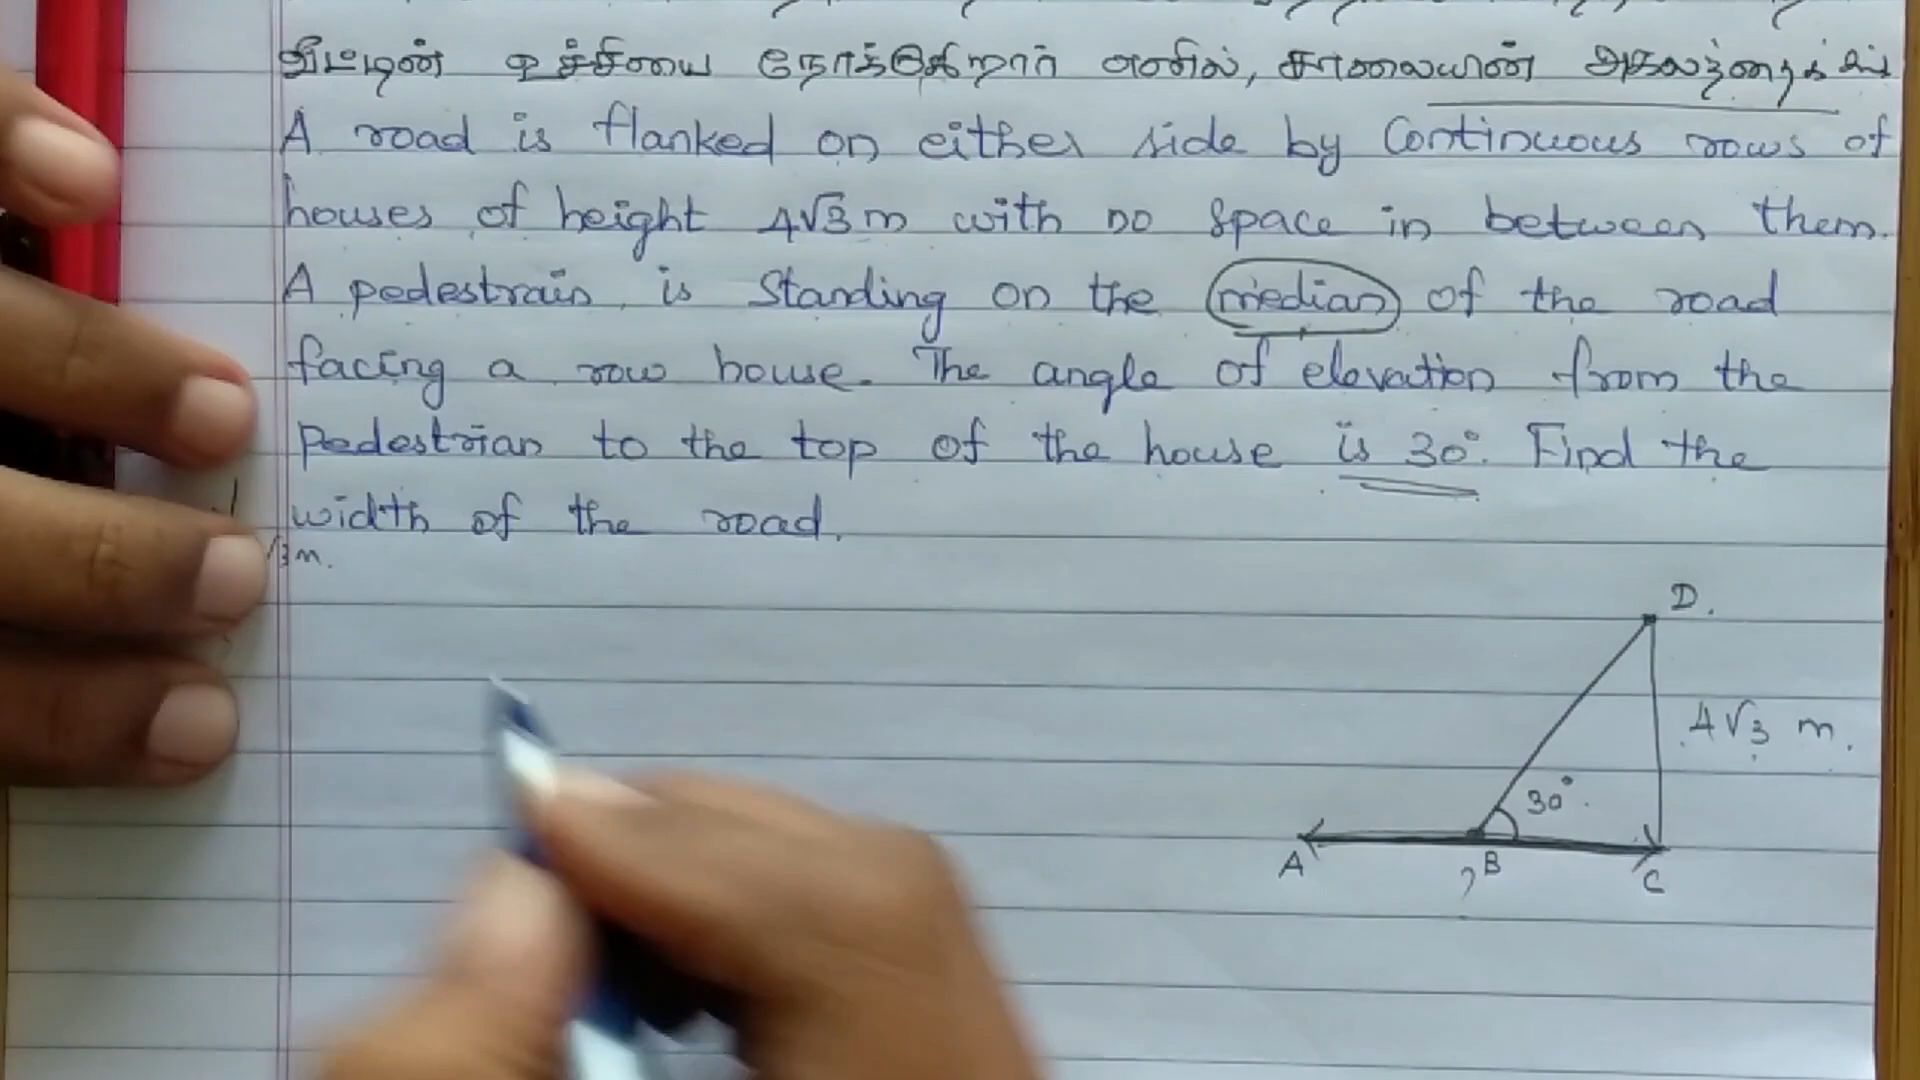 வீட்டின் உச்சியை நோக்குகிறார் எனில், சாலையின் அகலத்தைக்
A road is flanked on either side by Continuous rows of
houses of height 4√3 m with no space in between them.
A pedestrain is standing on the median of the road
facing a row house. The angle of elevation from the
Pedestrian to the top of the house is 30°. Find the
width of the road.
D.
4√3 m.
30°.
A
B
C